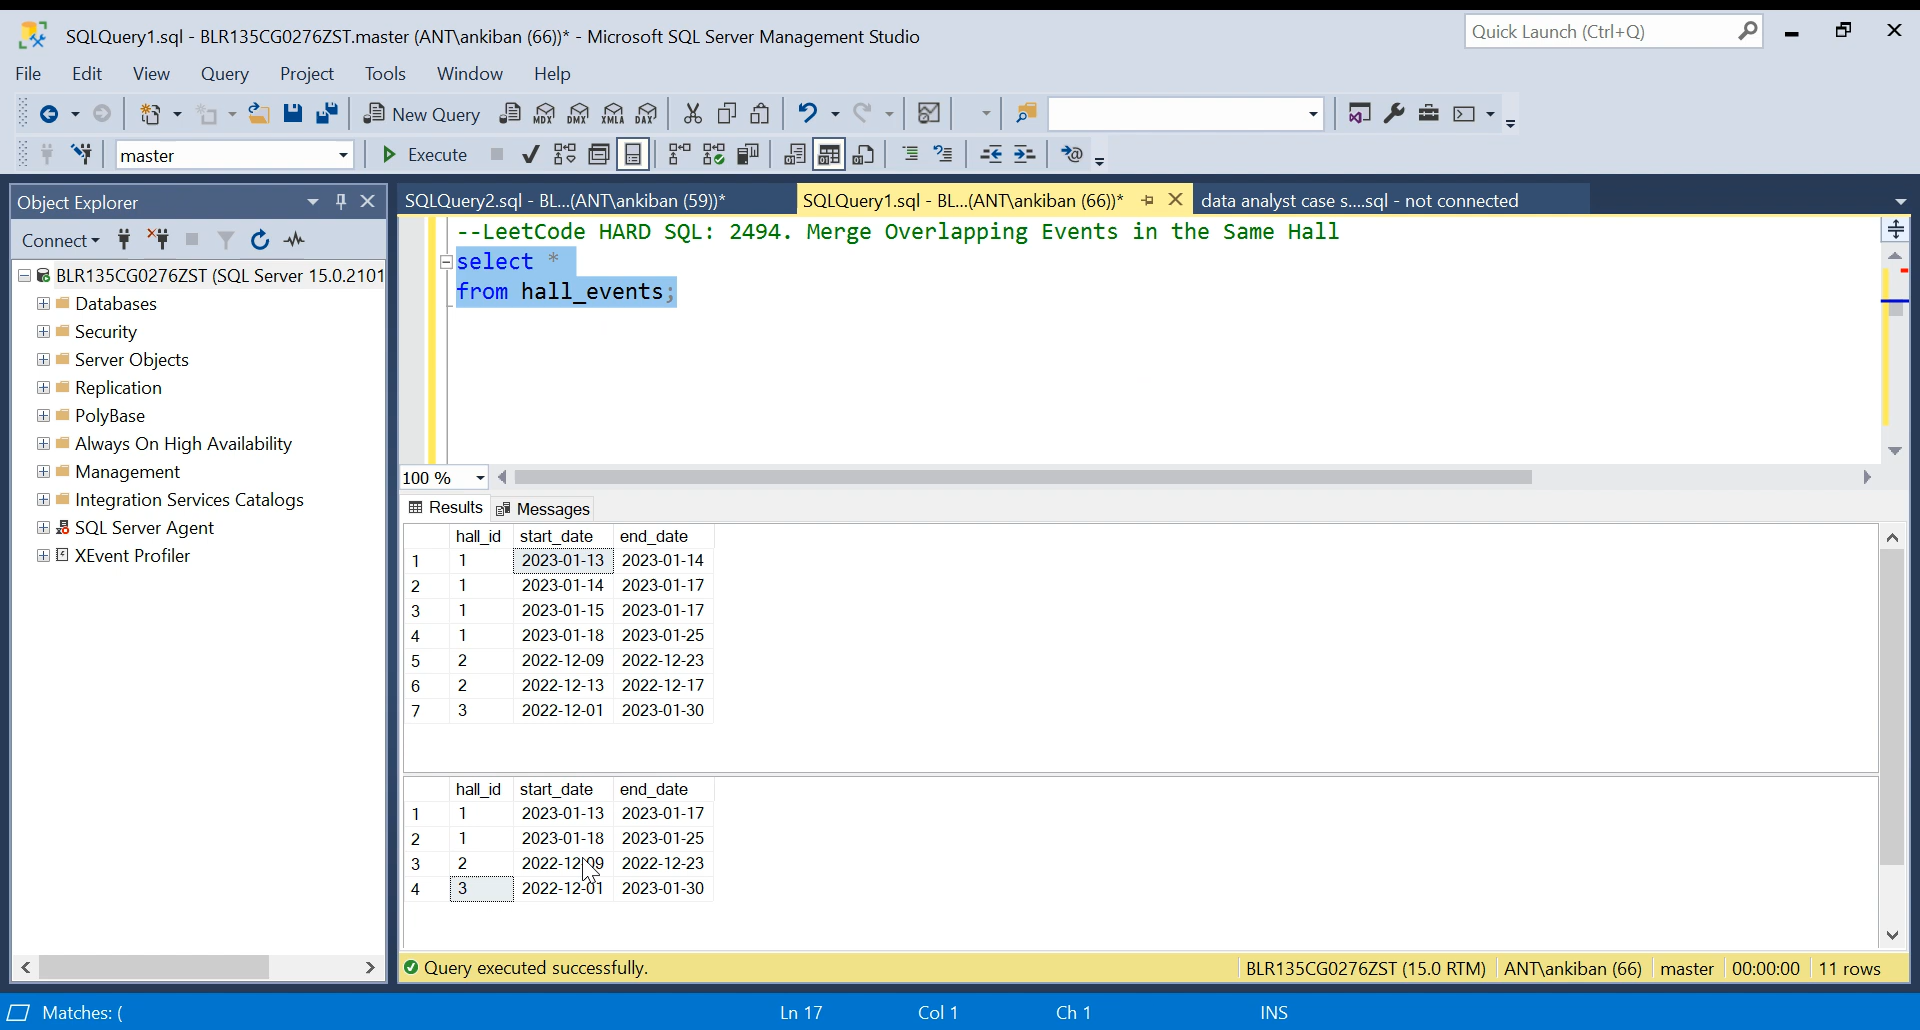 SQLQuery1.sql - BLR135CG0276ZST.master (ANT\ankiban (66))* - Microsoft SQL Server Management Studio
Quick Launch (Ctrl+Q)
File Edit View Query Project Tools Window Help
New Query MDX DMX XMLA DAX
master Execute
Object Explorer
SQLQuery2.sql - BL...(ANT\ankiban (59))* SQLQuery1.sql - BL...(ANT\ankiban (66))* data analyst case s....sql - not connected
Connect
BLR135CG0276ZST (SQL Server 15.0.2101
Databases
Security
Server Objects
Replication
PolyBase
Always On High Availability
Management
Integration Services Catalogs
SQL Server Agent
XEvent Profiler
--LeetCode HARD SQL: 2494. Merge Overlapping Events in the Same Hall
select *
from hall_events;
100 %
Results Messages
hall_id start_date end_date
1 1 2023-01-13 2023-01-14
2 1 2023-01-14 2023-01-17
3 1 2023-01-15 2023-01-17
4 1 2023-01-18 2023-01-25
5 2 2022-12-09 2022-12-23
6 2 2022-12-13 2022-12-17
7 3 2022-12-01 2023-01-30
hall_id start_date end_date
1 1 2023-01-13 2023-01-17
2 1 2023-01-18 2023-01-25
3 2 2022-12-09 2022-12-23
4 3 2022-12-01 2023-01-30
Query executed successfully. BLR135CG0276ZST (15.0 RTM) ANT\ankiban (66) master 00:00:00 11 rows
Matches: ( Ln 17 Col 1 Ch 1 INS